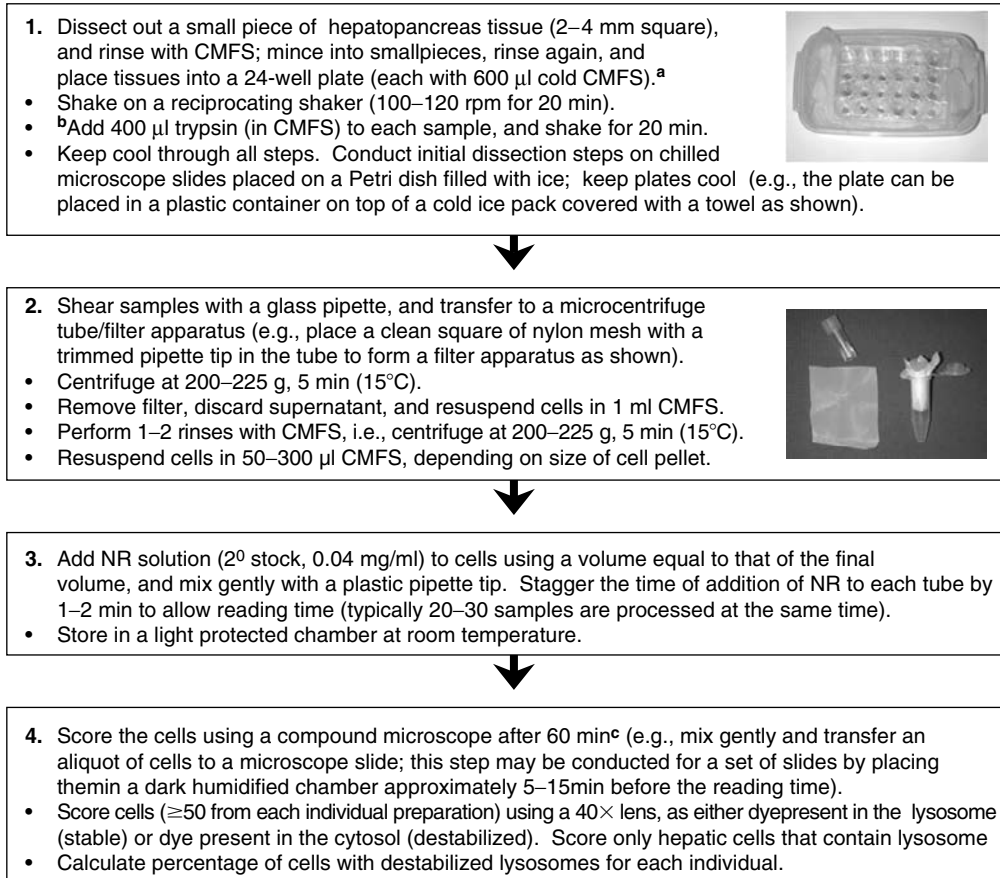 1. Dissect out a small piece of hepatopancreas tissue (2–4 mm square),
and rinse with CMFS; mince into smallpieces, rinse again, and
place tissues into a 24-well plate (each with 600 µl cold CMFS).a
• Shake on a reciprocating shaker (100–120 rpm for 20 min).
• bAdd 400 µl trypsin (in CMFS) to each sample, and shake for 20 min.
• Keep cool through all steps. Conduct initial dissection steps on chilled
microscope slides placed on a Petri dish filled with ice; keep plates cool (e.g., the plate can be
placed in a plastic container on top of a cold ice pack covered with a towel as shown).
2. Shear samples with a glass pipette, and transfer to a microcentrifuge
tube/filter apparatus (e.g., place a clean square of nylon mesh with a
trimmed pipette tip in the tube to form a filter apparatus as shown).
• Centrifuge at 200–225 g, 5 min (15°C).
• Remove filter, discard supernatant, and resuspend cells in 1 ml CMFS.
• Perform 1–2 rinses with CMFS, i.e., centrifuge at 200–225 g, 5 min (15°C).
• Resuspend cells in 50–300 µl CMFS, depending on size of cell pellet.
3. Add NR solution (2⁰ stock, 0.04 mg/ml) to cells using a volume equal to that of the final
volume, and mix gently with a plastic pipette tip. Stagger the time of addition of NR to each tube by
1–2 min to allow reading time (typically 20–30 samples are processed at the same time).
• Store in a light protected chamber at room temperature.
4. Score the cells using a compound microscope after 60 minc (e.g., mix gently and transfer an
aliquot of cells to a microscope slide; this step may be conducted for a set of slides by placing
themin a dark humidified chamber approximately 5–15min before the reading time).
• Score cells (≥50 from each individual preparation) using a 40× lens, as either dyepresent in the lysosome
(stable) or dye present in the cytosol (destabilized). Score only hepatic cells that contain lysosome
• Calculate percentage of cells with destabilized lysosomes for each individual.